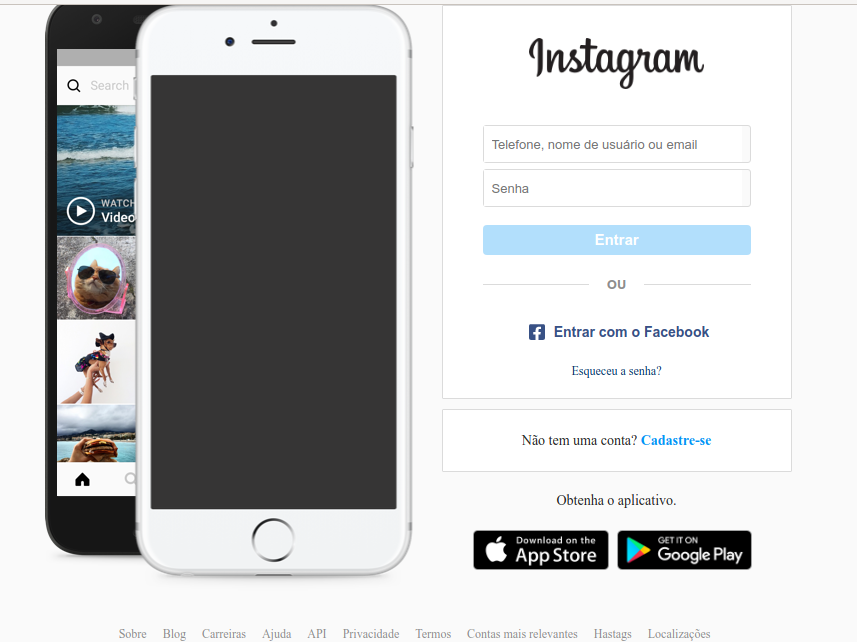 Search
WATCH
Video
Instagram
Telefone, nome de usuário ou email
Senha
Entrar
OU
Entrar com o Facebook
Esqueceu a senha?
Não tem uma conta? Cadastre-se
Obtenha o aplicativo.
Download on the
App Store
GET IT ON
Google Play
Sobre Blog Carreiras Ajuda API Privacidade Termos Contas mais relevantes Hastags Localizações